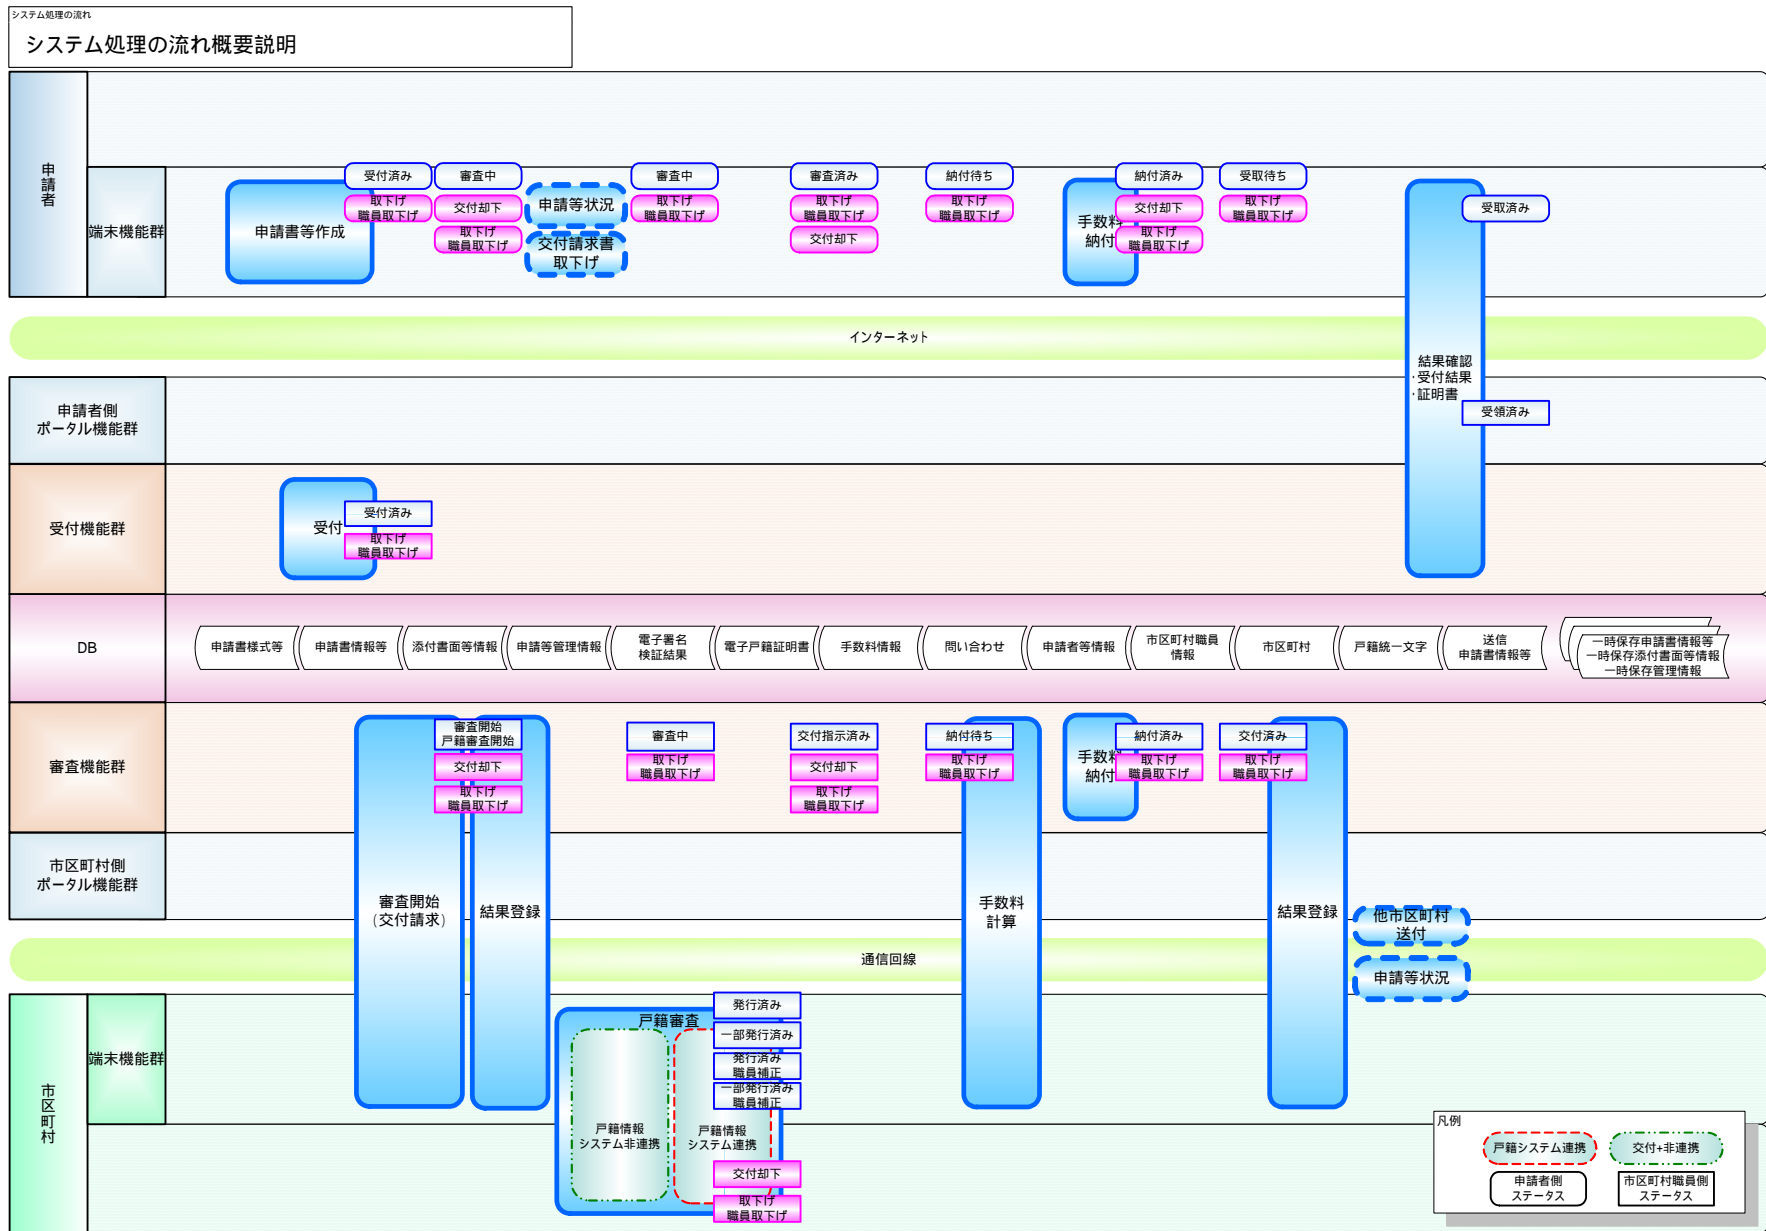 システム処理の流れ
システム処理の流れ概要説明
申請者
端末機能群
申請書等作成
受付済み
取下げ
職員取下げ
審査中
交付却下
取下げ
職員取下げ
申請等状況
交付請求書
取下げ
審査中
取下げ
職員取下げ
審査済み
取下げ
職員取下げ
交付却下
納付待ち
取下げ
職員取下げ
手数料
納付
納付済み
交付却下
取下げ
職員取下げ
受取待ち
取下げ
職員取下げ
受取済み
インターネット
結果確認
・受付結果
・証明書
受領済み
申請者側
ポータル機能群
受付機能群
受付
受付済み
取下げ
職員取下げ
DB
申請書様式等
申請書情報等
添付書面等情報
申請等管理情報
電子署名
検証結果
電子戸籍証明書
手数料情報
問い合わせ
申請者等情報
市区町村職員
情報
市区町村
戸籍統一文字
送信
申請書情報等
一時保存申請書情報等
一時保存添付書面等情報
一時保存管理情報
審査機能群
審査開始
戸籍審査開始
交付却下
取下げ
職員取下げ
審査中
取下げ
職員取下げ
交付指示済み
交付却下
取下げ
職員取下げ
納付待ち
取下げ
職員取下げ
手数料
納付
納付済み
取下げ
職員取下げ
交付済み
取下げ
職員取下げ
市区町村側
ポータル機能群
審査開始
（交付請求）
結果登録
手数料
計算
結果登録
他市区町村
送付
通信回線
申請等状況
市区町村
端末機能群
戸籍審査
発行済み
一部発行済み
発行済み
職員補正
一部発行済み
職員補正
戸籍情報
システム非連携
戸籍情報
システム連携
交付却下
取下げ
職員取下げ
凡例
戸籍システム連携
交付+非連携
申請者側
ステータス
市区町村職員側
ステータス